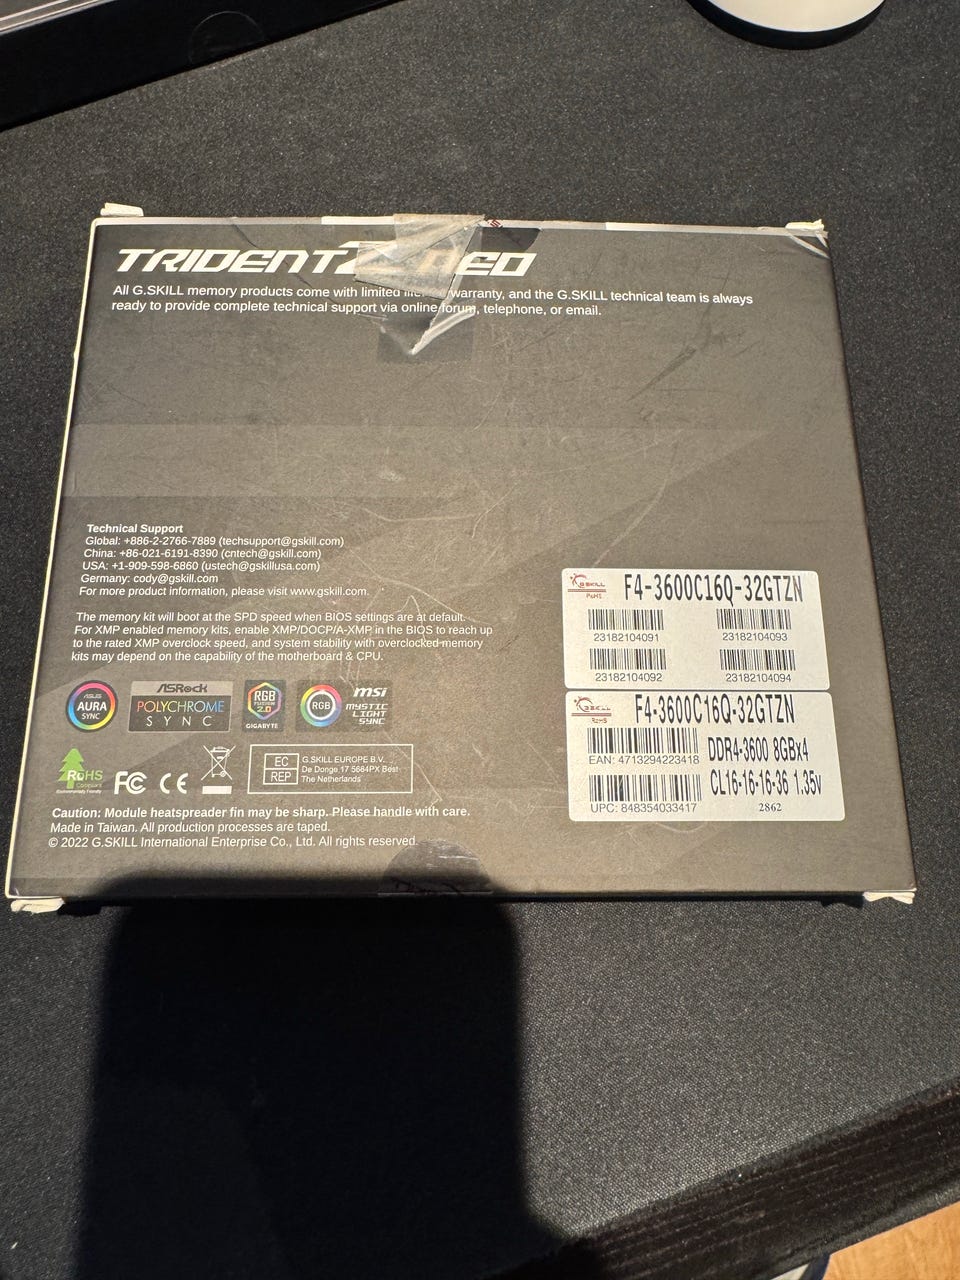 TRIDENT Z NEO
All G.SKILL memory products come with limited lifetime warranty, and the G.SKILL technical team is always
ready to provide complete technical support via online forum, telephone, or email.
Technical Support
Global: +886-2-2766-7889 (techsupport@gskill.com)
China: +86-021-6191-8390 (cntech@gskill.com)
USA: +1-909-598-6860 (ustech@gskillusa.com)
Germany: cody@gskill.com
For more product information, please visit www.gskill.com.
The memory kit will boot at the SPD speed when BIOS settings are at default.
For XMP enabled memory kits, enable XMP/DOCP/A-XMP in the BIOS to reach up
to the rated XMP overclock speed, and system stability with overclocked memory
kits may depend on the capability of the motherboard & CPU.
ASUS
AURA
SYNC
ASRock
POLYCHROME
SYNC
RGB
FUSION
2.0
GIGABYTE
RGB
msi
MYSTIC
LIGHT
SYNC
RoHS
Compliant
Environmentally Friendly
FC CE
EC
REP
G.SKILL EUROPE B.V.
De Donge 17 5684PX Best
The Netherlands
Caution: Module heatspreader fin may be sharp. Please handle with care.
Made in Taiwan. All production processes are taped.
© 2022 G.SKILL International Enterprise Co., Ltd. All rights reserved.
G.SKILL
RoHS
F4-3600C16Q-32GTZN
23182104091
23182104093
23182104092
23182104094
G.SKILL
RoHS
F4-3600C16Q-32GTZN
EAN: 4713294223418
DDR4-3600 8GBx4
CL16-16-16-36 1.35v
UPC: 848354033417
2862